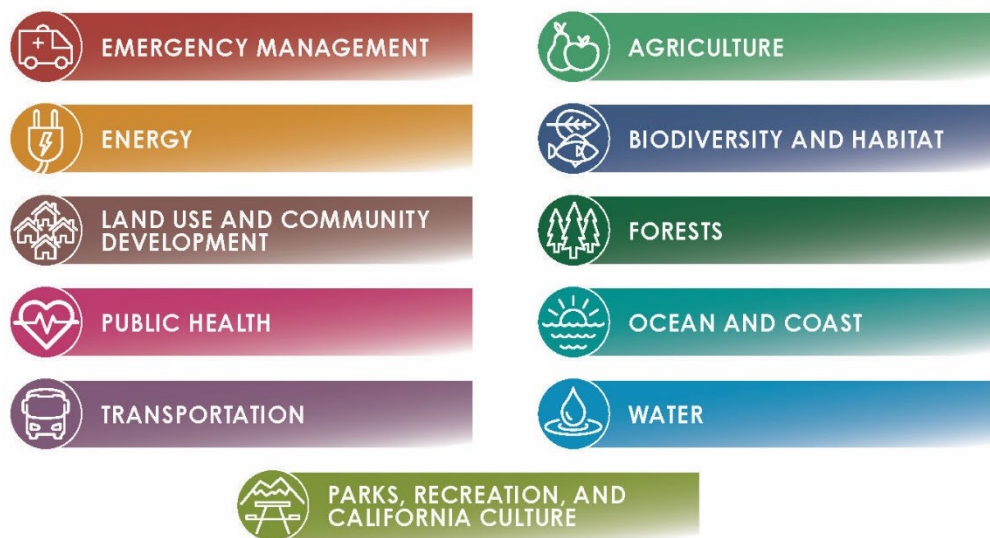 EMERGENCY MANAGEMENT
ENERGY
LAND USE AND COMMUNITY
DEVELOPMENT
PUBLIC HEALTH
TRANSPORTATION
AGRICULTURE
BIODIVERSITY AND HABITAT
FORESTS
OCEAN AND COAST
WATER
PARKS, RECREATION, AND
CALIFORNIA CULTURE